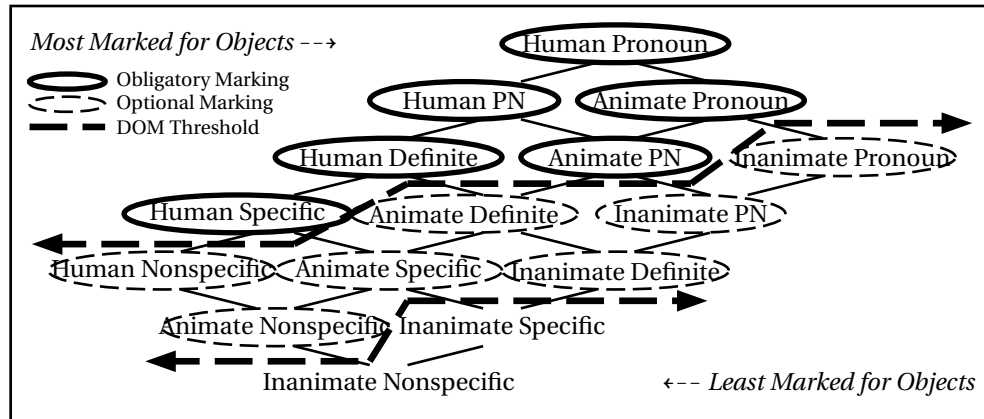 Most Marked for Objects --→
Human Pronoun
Obligatory Marking
Optional Marking
DOM Threshold
Human PN
Animate Pronoun
Human Definite
Animate PN
Inanimate Pronoun
Human Specific
Animate Definite
Inanimate PN
Human Nonspecific
Animate Specific
Inanimate Definite
Animate Nonspecific
Inanimate Specific
Inanimate Nonspecific
←-- Least Marked for Objects